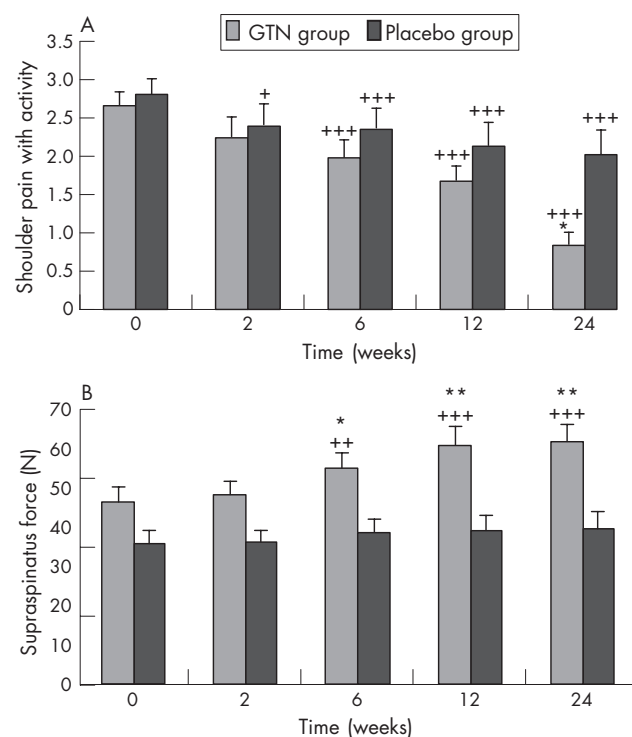 A
GTN group Placebo group
3.5
3.0
2.5
2.0
1.5
1.0
0.5
0
Shoulder pain with activity
+
+++ +++
+++ +++
+++ +++
*
0 2 6 12 24
Time (weeks)
B
70
60
50
40
30
20
10
0
Supraspinatus force (N)
* ** **
++ +++ +++
0 2 6 12 24
Time (weeks)